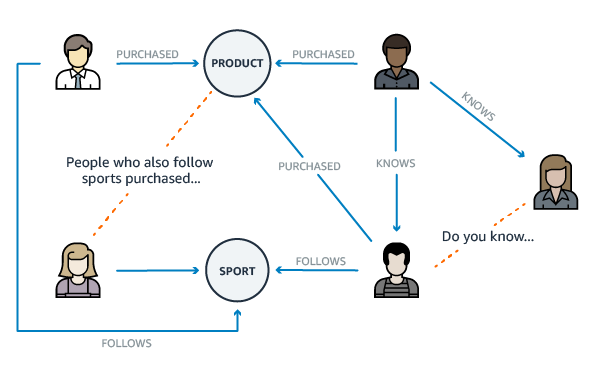 PURCHASED
PRODUCT
PURCHASED
KNOWS
People who also follow
sports purchased...
PURCHASED
KNOWS
Do you know...
SPORT
FOLLOWS
FOLLOWS